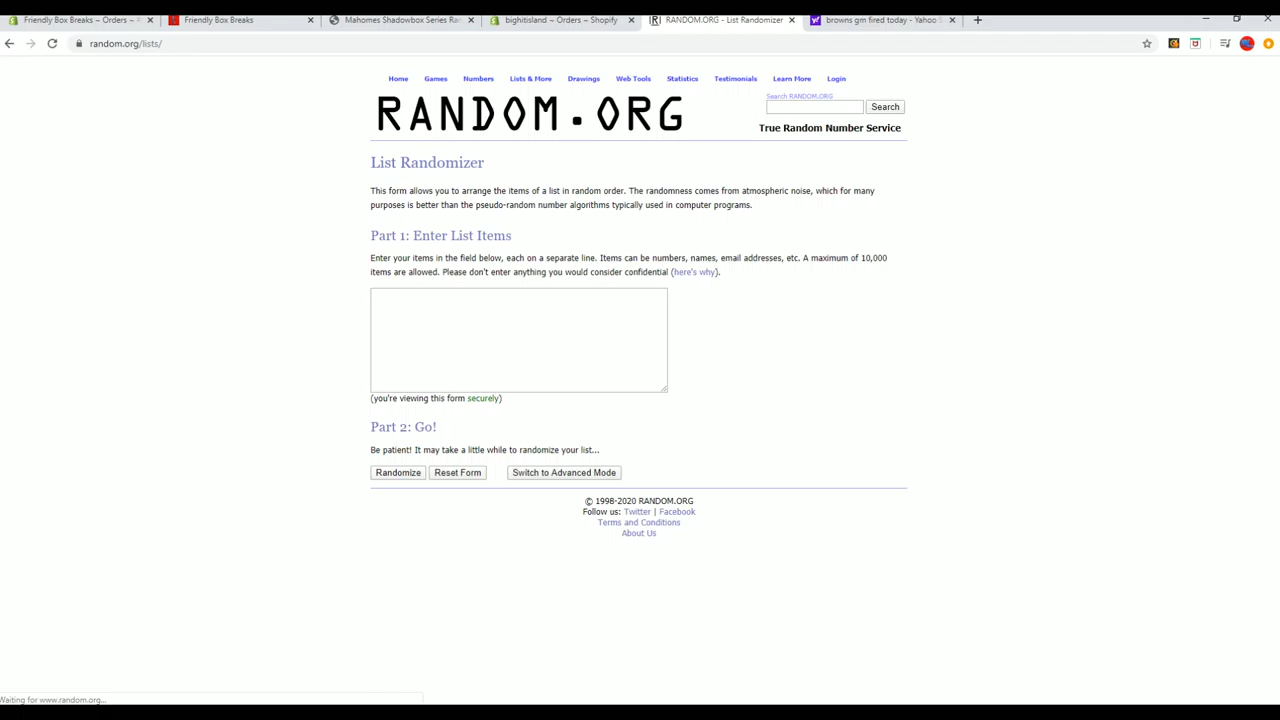 Friendly Box Breaks ~ Orders ~
Friendly Box Breaks
Mahomes Shadowbox Series Ra
bighitisland ~ Orders ~ Shopify
RANDOM.ORG - List Randomizer
browns gm fired today - Yahoo S
random.org/lists/
Home Games Numbers Lists & More Drawings Web Tools Statistics Testimonials Learn More Login
RANDOM.ORG
Search RANDOM.ORG
Search
True Random Number Service
List Randomizer
This form allows you to arrange the items of a list in random order. The randomness comes from atmospheric noise, which for many
purposes is better than the pseudo-random number algorithms typically used in computer programs.
Part 1: Enter List Items
Enter your items in the field below, each on a separate line. Items can be numbers, names, email addresses, etc. A maximum of 10,000
items are allowed. Please don't enter anything you would consider confidential (here's why).
(you're viewing this form securely)
Part 2: Go!
Be patient! It may take a little while to randomize your list...
Randomize Reset Form Switch to Advanced Mode
© 1998-2020 RANDOM.ORG
Follow us: Twitter | Facebook
Terms and Conditions
About Us
Waiting for www.random.org...